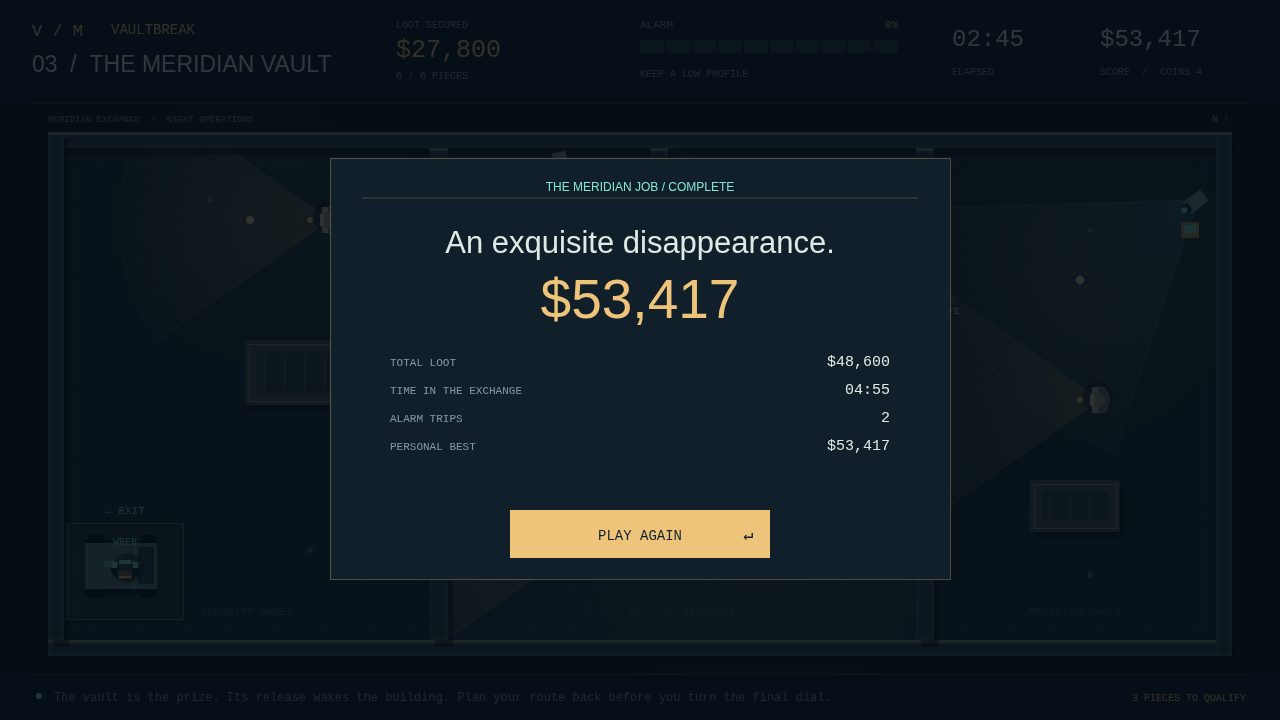 V / M VAULTBREAK
03 / THE MERIDIAN VAULT
LOOT SECURED
$27,800
6 / 6 PIECES
ALARM 0%
KEEP A LOW PROFILE
02:45
ELAPSED
$53,417
SCORE / COINS 4
MERIDIAN EXCHANGE / NIGHT OPERATIONS
N ↑
THE MERIDIAN JOB / COMPLETE
An exquisite disappearance.
$53,417
TOTAL LOOT $48,600
TIME IN THE EXCHANGE 04:55
ALARM TRIPS 2
PERSONAL BEST $53,417
PLAY AGAIN ↵
← EXIT
WREN
SECURITY ANNEX
HALL OF RESERVES
MERIDIAN VAULT
The vault is the prize. Its release wakes the building. Plan your route back before you turn the final dial.
3 PIECES TO QUALIFY